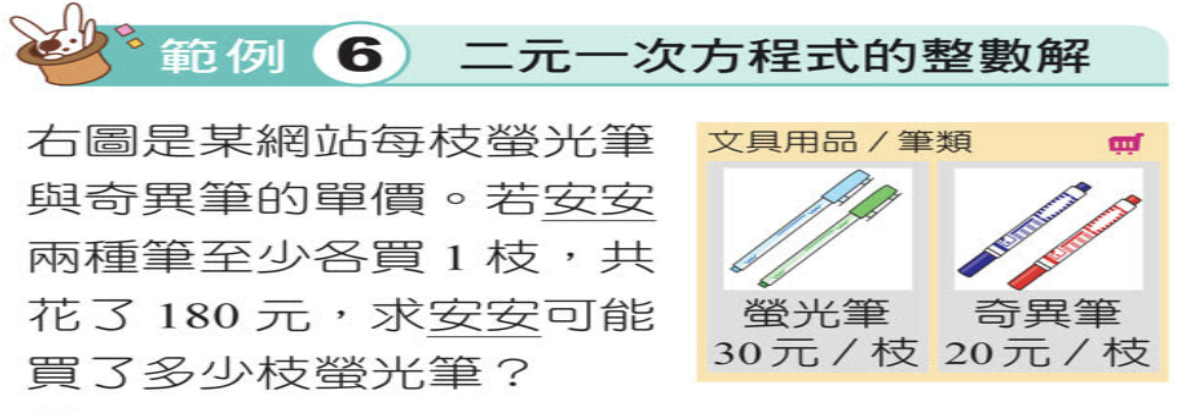 範例 6 二元一次方程式的整數解
右圖是某網站每枝螢光筆
與奇異筆的單價。若安安
兩種筆至少各買 1 枝，共
花了 180 元，求安安可能
買了多少枝螢光筆？
文具用品／筆類
螢光筆
30 元／枝
奇異筆
20 元／枝